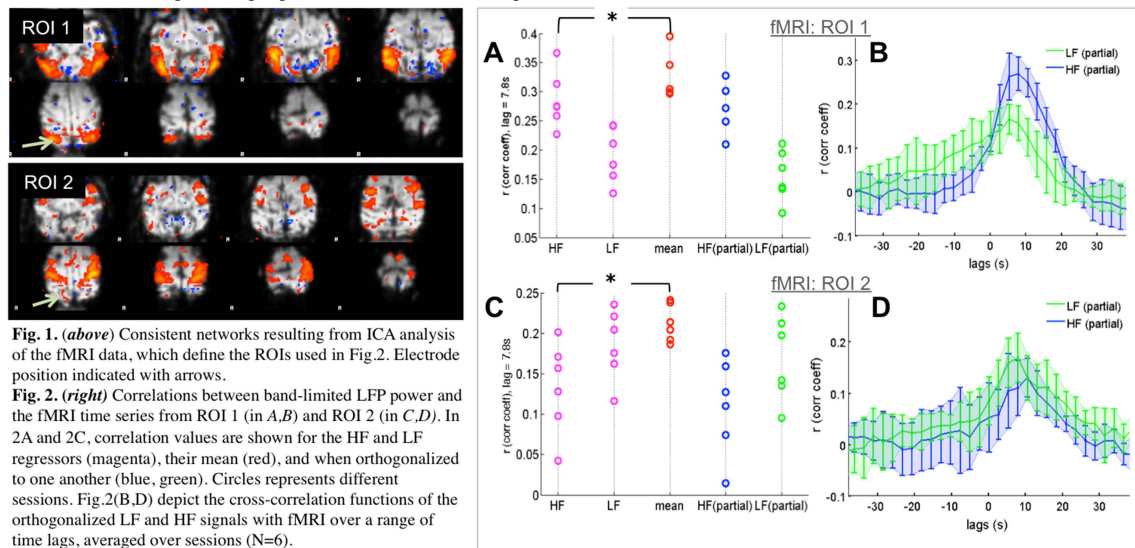 ROI 1
R
R
R
R
R
R
R
R
ROI 2
R
R
R
R
R
R
R
R
Fig. 1. (above) Consistent networks resulting from ICA analysis
of the fMRI data, which define the ROIs used in Fig.2. Electrode
position indicated with arrows.
Fig. 2. (right) Correlations between band-limited LFP power and
the fMRI time series from ROI 1 (in A,B) and ROI 2 (in C,D). In
2A and 2C, correlation values are shown for the HF and LF
regressors (magenta), their mean (red), and when orthogonalized
to one another (blue, green). Circles represents different
sessions. Fig.2(B,D) depict the cross-correlation functions of the
orthogonalized LF and HF signals with fMRI over a range of
time lags, averaged over sessions (N=6).
fMRI: ROI 1
A
*
r (corr coeff), lag = 7.8s
0.4
0.35
0.3
0.25
0.2
0.15
0.1
0.05
HF LF mean HF(partial) LF(partial)
B
LF (partial)
HF (partial)
r (corr coeff)
0.4
0.3
0.2
0.1
0
-0.1
-30 -20 -10 0 10 20 30
lags (s)
fMRI: ROI 2
C
*
r (corr coeff), lag = 7.8s
0.25
0.2
0.15
0.1
0.05
0
HF LF mean HF(partial) LF(partial)
D
LF (partial)
HF (partial)
r (corr coeff)
0.2
0.1
0
-0.1
-30 -20 -10 0 10 20 30
lags (s)